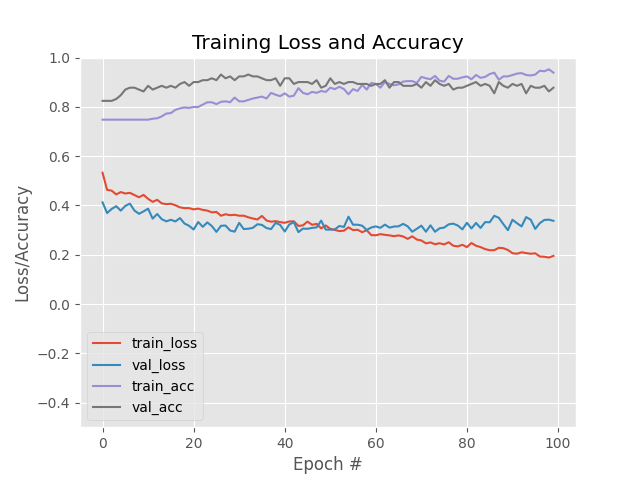 Training Loss and Accuracy
1.0
0.8
0.6
0.4
0.2
0.0
−0.2
−0.4
Loss/Accuracy
train_loss
val_loss
train_acc
val_acc
0 20 40 60 80 100
Epoch #